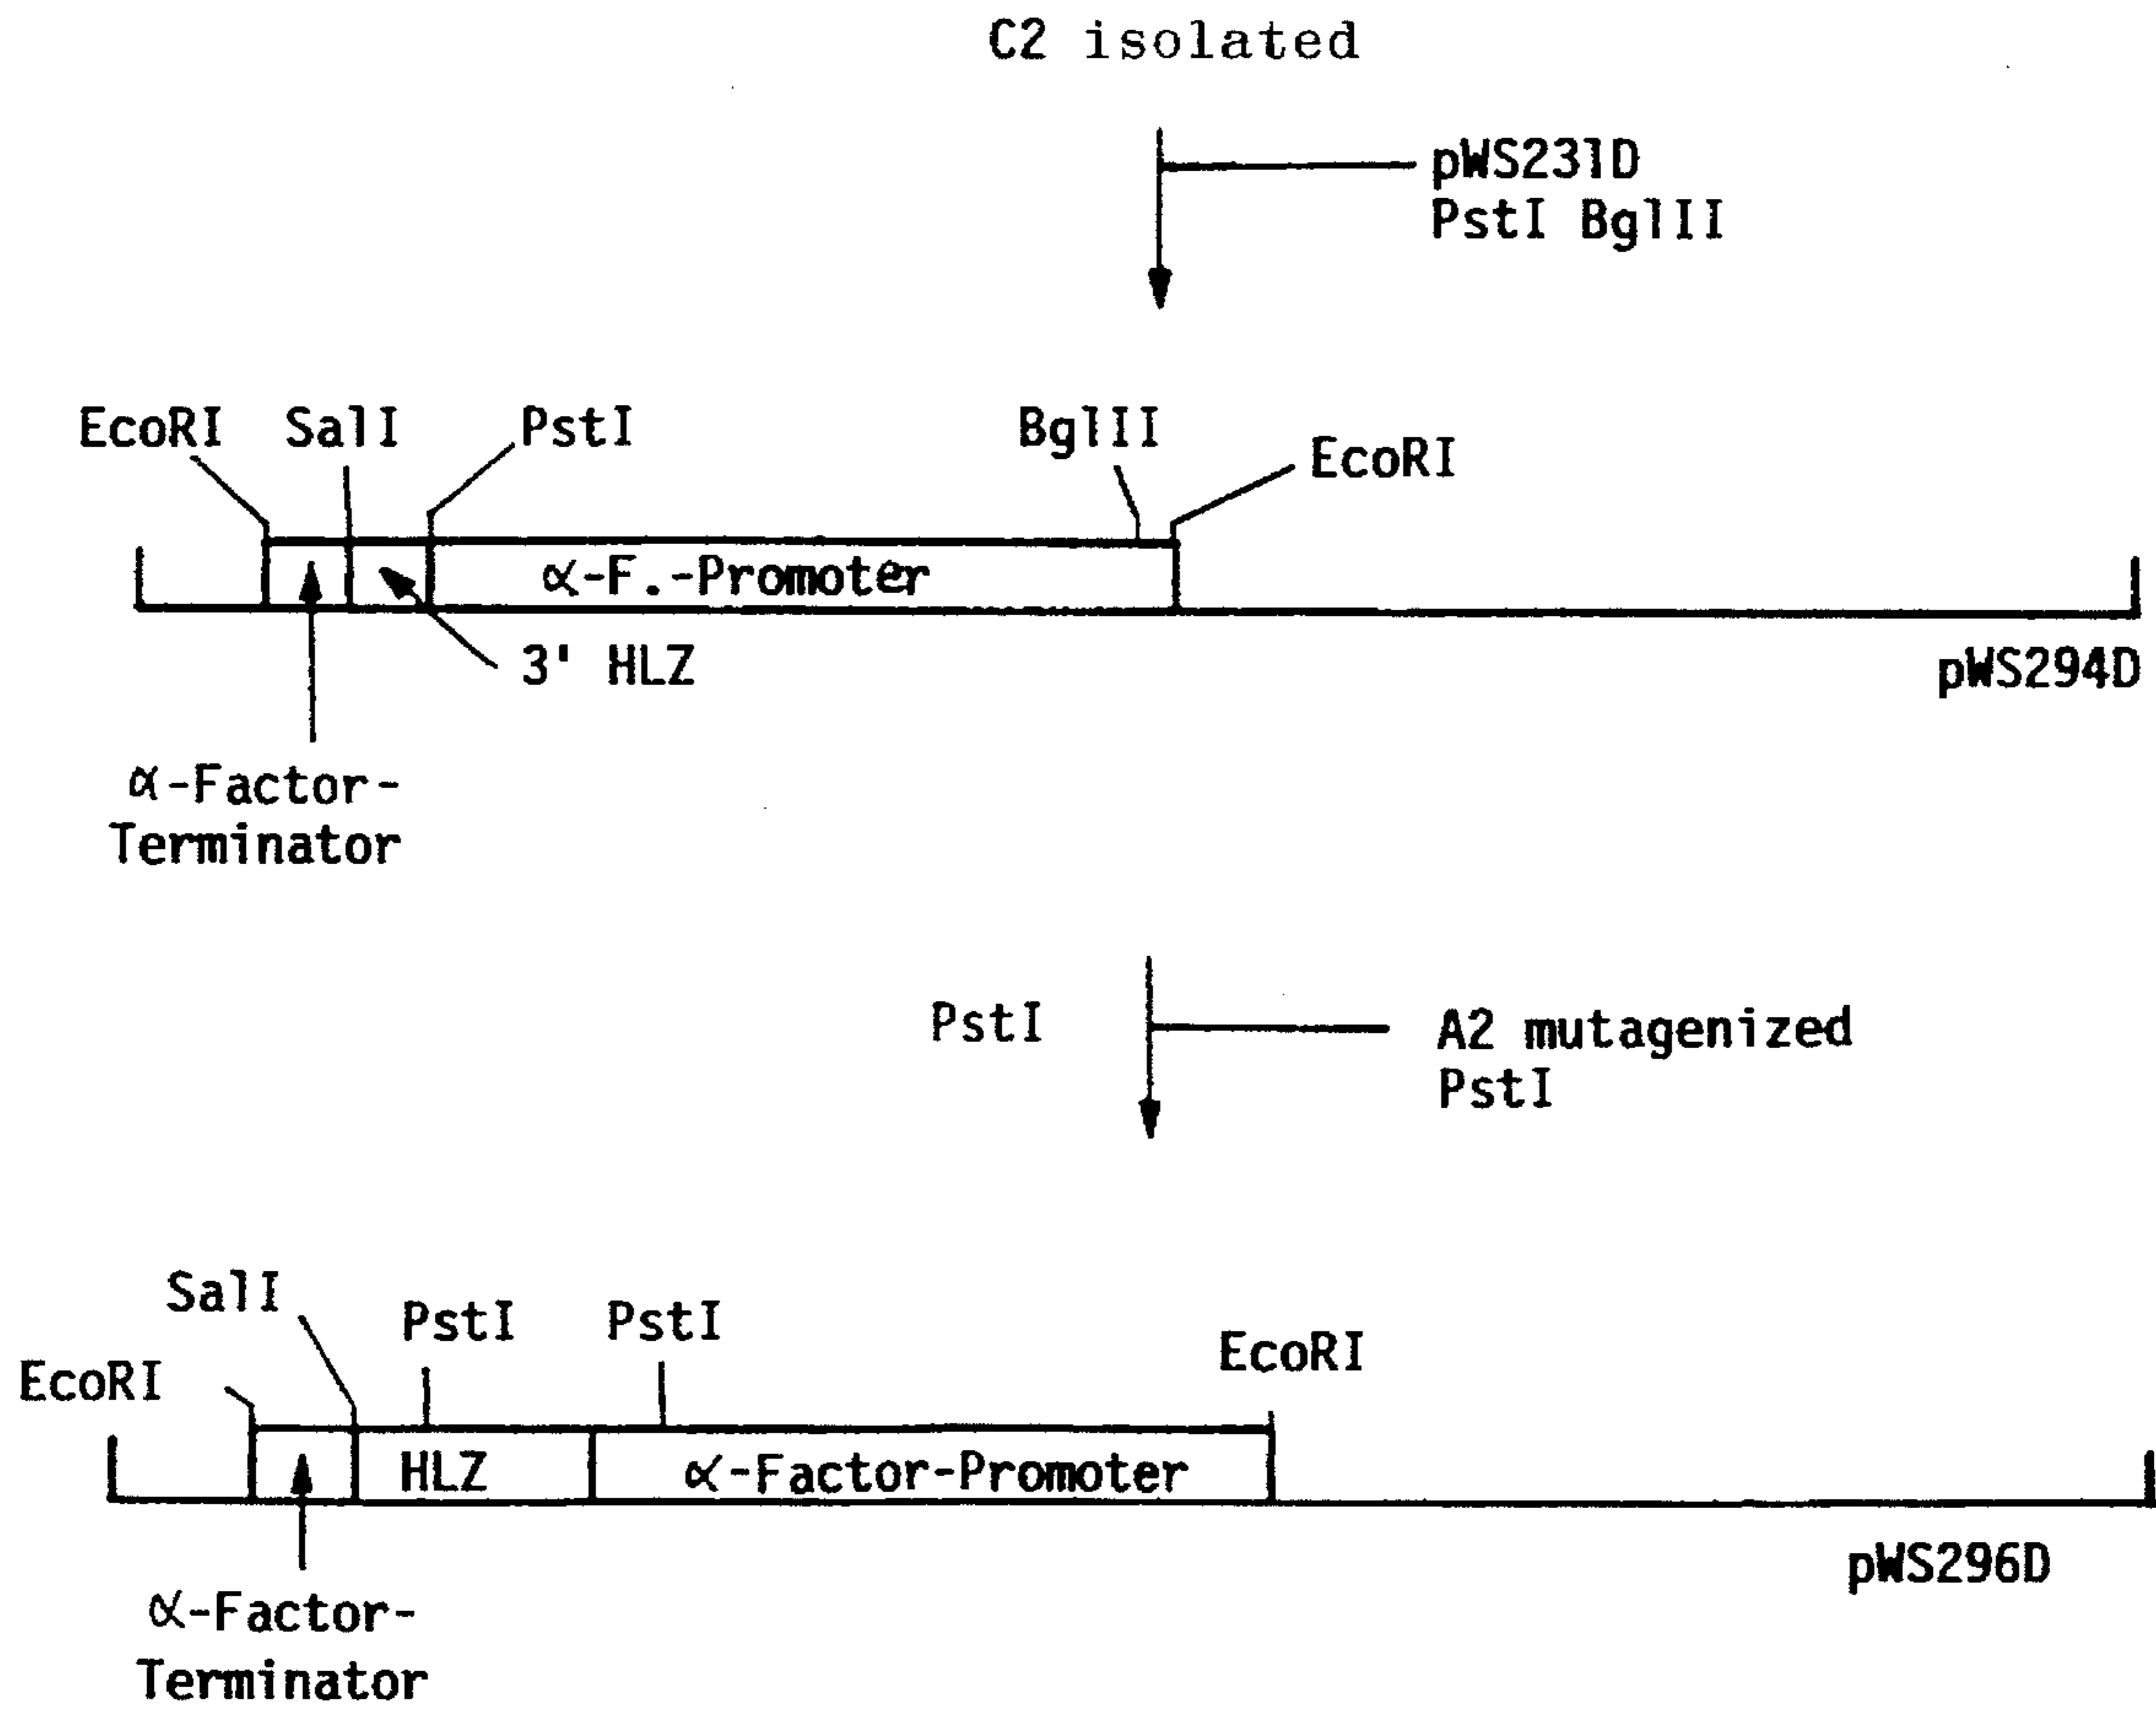 C2 isolated
pWS231D
PstI BglII
EcoRI SalI PstI BglII EcoRI
α-F.-Promoter
3' HLZ
pWS294D
α-Factor-
Terminator
PstI
A2 mutagenized
PstI
SalI PstI PstI EcoRI
EcoRI
HLZ α-Factor-Promoter
pWS296D
α-Factor-
Terminator